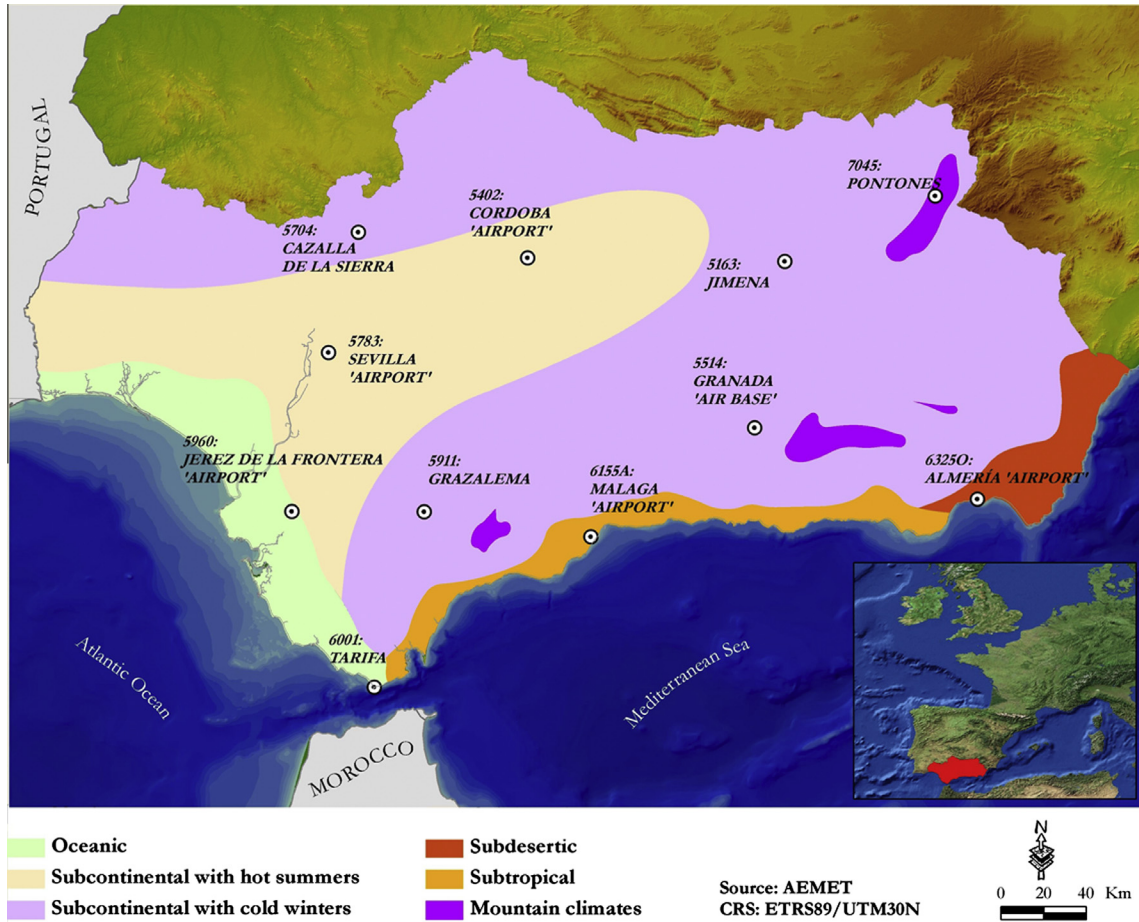 PORTUGAL
7045:
PONTONES
5402:
CORDOBA
'AIRPORT'
5704:
CAZALLA
DE LA SIERRA
5163:
JIMENA
5783:
SEVILLA
'AIRPORT'
5514:
GRANADA
'AIR BASE'
5960:
JEREZ DE LA FRONTERA
'AIRPORT'
5911:
GRAZALEMA
6155A:
MALAGA
'AIRPORT'
6325O:
ALMERÍA 'AIRPORT'
6001:
TARIFA
Atlantic Ocean
Mediterranean Sea
MOROCCO
Oceanic
Subcontinental with hot summers
Subcontinental with cold winters
Subdesertic
Subtropical
Mountain climates
Source: AEMET
CRS: ETRS89/UTM30N
N
0 20 40 Km